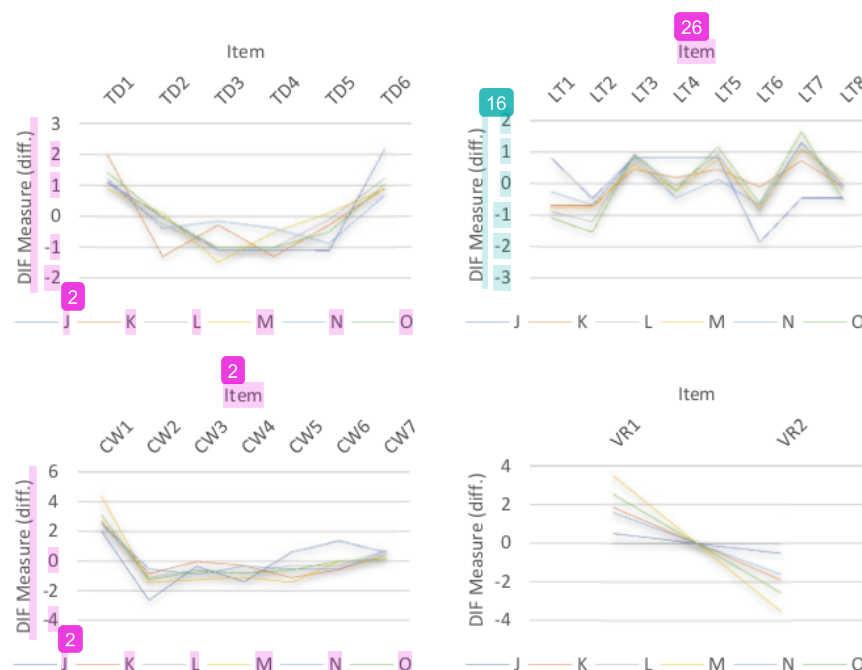 Item
TD1 TD2 TD3 TD4 TD5 TD6
DIF Measure (diff.)
3
2
1
0
-1
-2
2
J K L M N O
26
Item
16
LT1 LT2 LT3 LT4 LT5 LT6 LT7 LT8
DIF Measure (diff.)
2
1
0
-1
-2
-3
J K L M N O
2
Item
CW1 CW2 CW3 CW4 CW5 CW6 CW7
DIF Measure (diff.)
6
4
2
0
-2
-4
2
J K L M N O
Item
VR1 VR2
DIF Measure (diff.)
4
2
0
-2
-4
J K L M N O